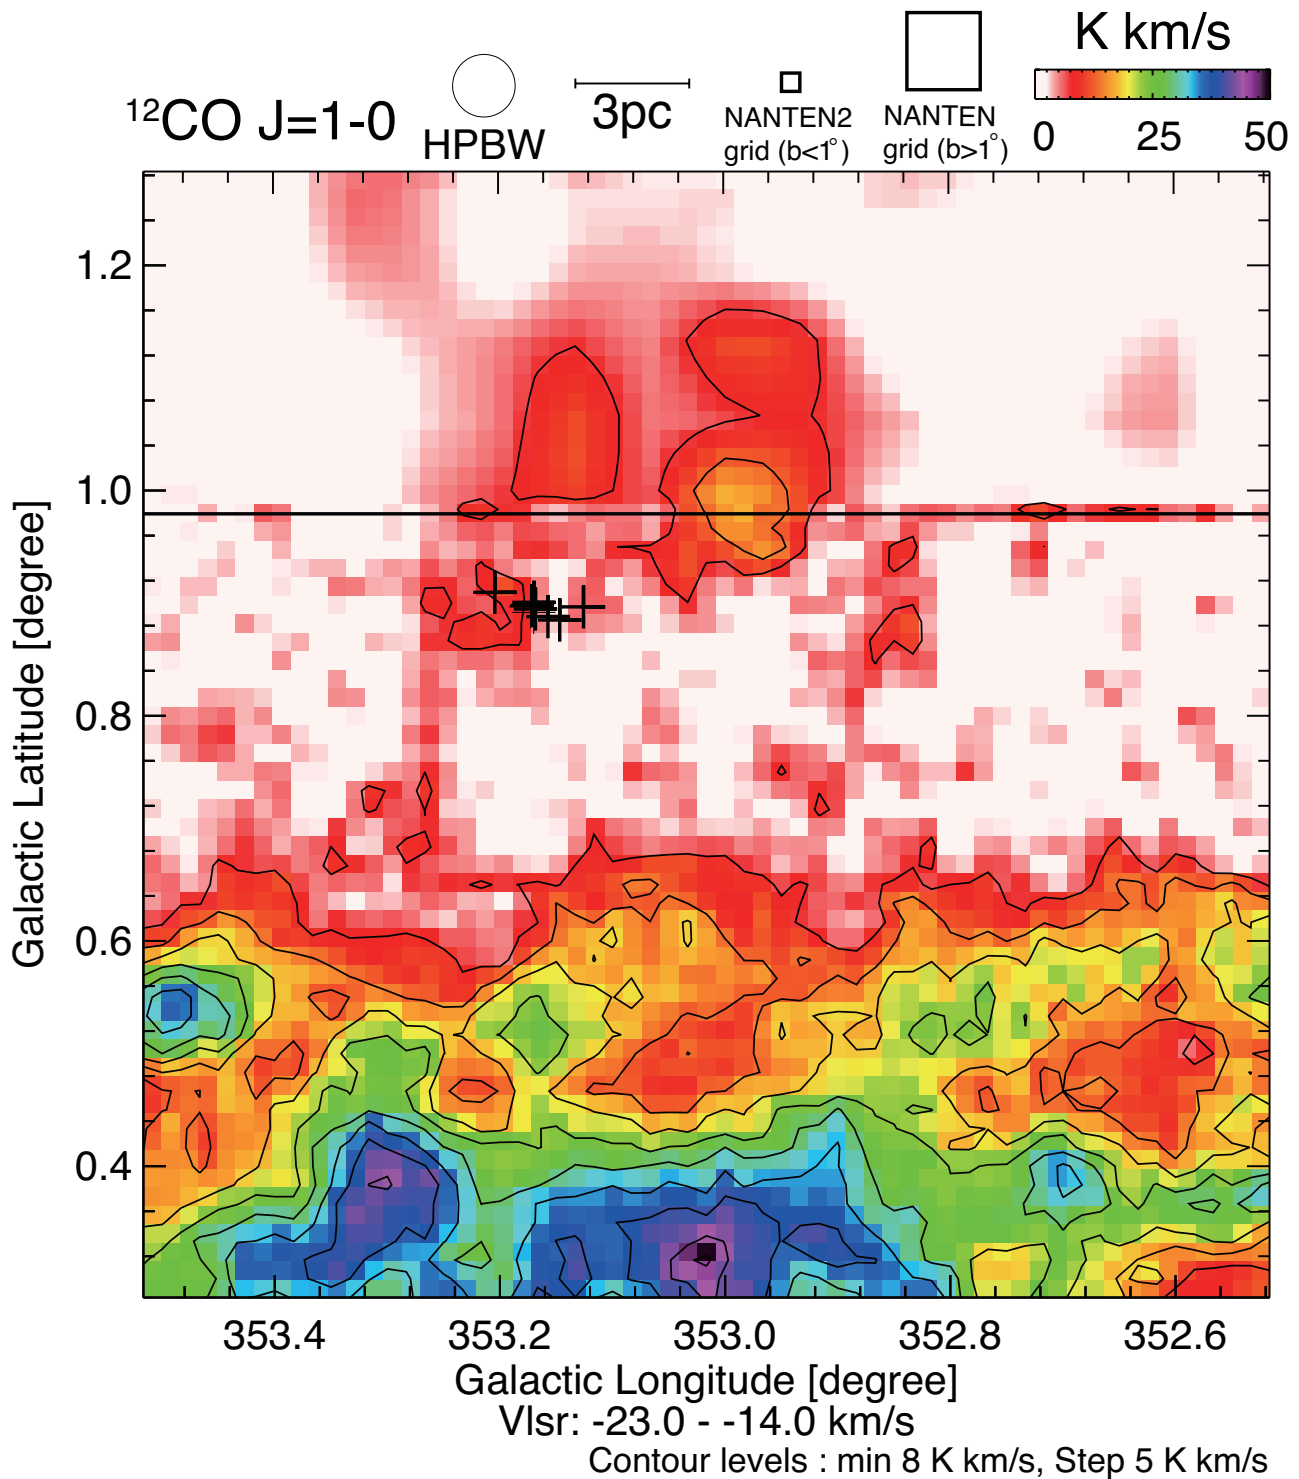 K km/s
¹²CO J=1-0
HPBW
3pc
NANTEN2
grid (b<1°)
NANTEN
grid (b>1°)
0 25 50
1.2
1.0
0.8
0.6
0.4
Galactic Latitude [degree]
353.4 353.2 353.0 352.8 352.6
Galactic Longitude [degree]
Vlsr: -23.0 - -14.0 km/s
Contour levels : min 8 K km/s, Step 5 K km/s